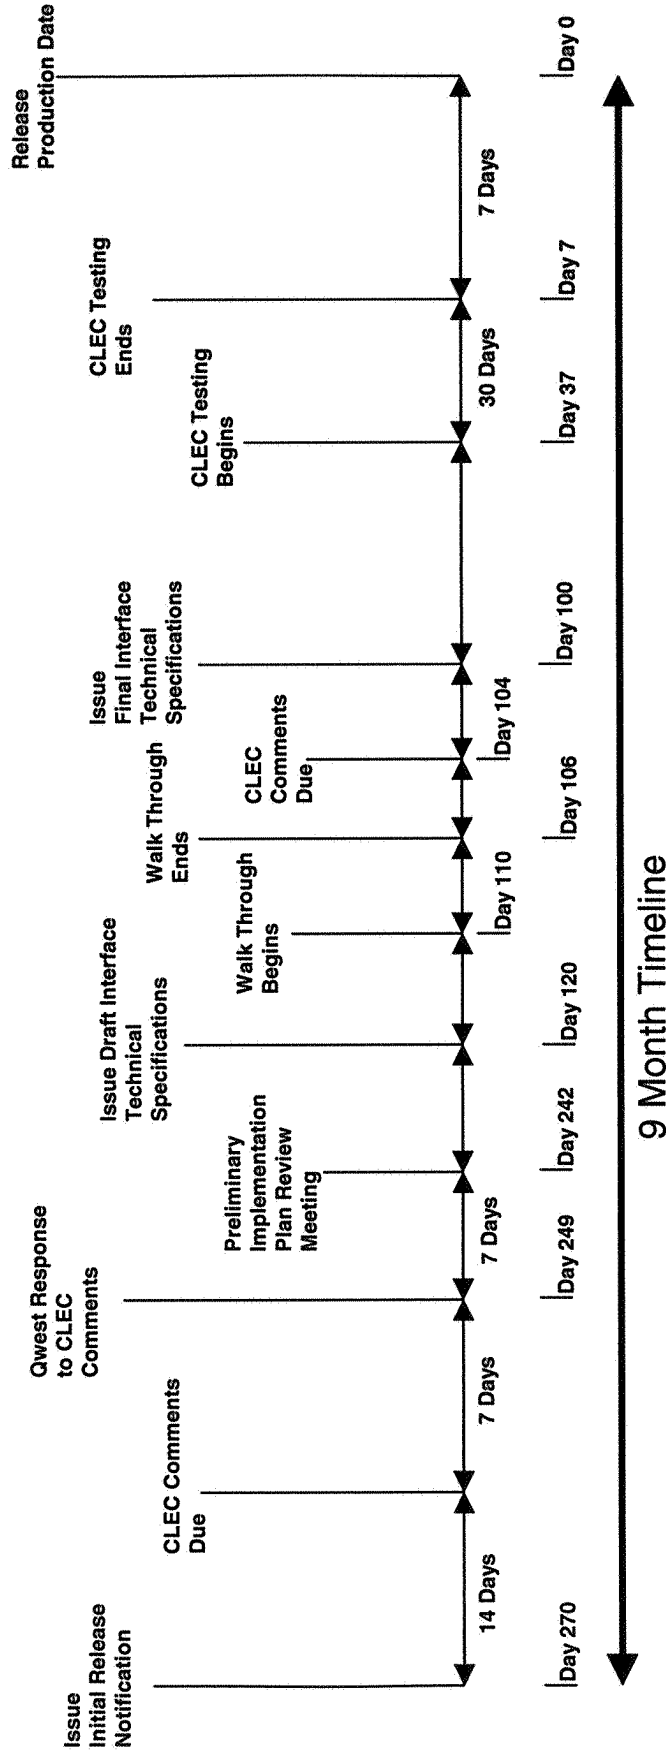 Issue
Initial Release
Notification
CLEC Comments
Due
Qwest Response
to CLEC
Comments
Preliminary
Implementation
Plan Review
Meeting
Issue Draft Interface
Technical
Specifications
Walk Through
Begins
Walk Through
Ends
CLEC
Comments
Due
Issue
Final Interface
Technical
Specifications
CLEC Testing
Begins
CLEC Testing
Ends
Release
Production Date
14 Days
7 Days
7 Days
30 Days
7 Days
Day 270
Day 249
Day 242
Day 120
Day 110
Day 106
Day 104
Day 100
Day 37
Day 7
Day 0
9 Month Timeline